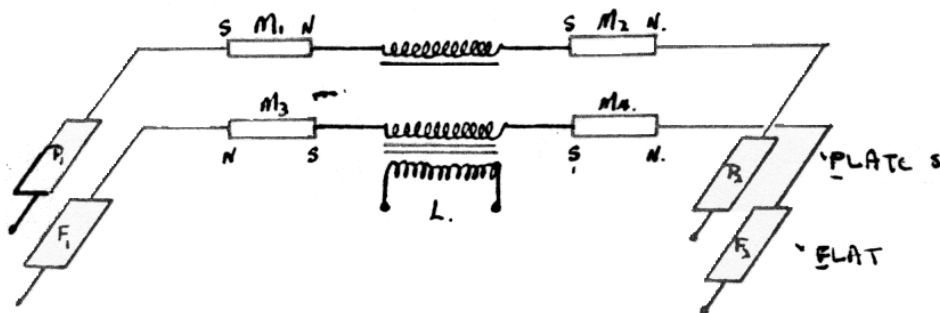 S M1 N S M2 N.
M3 M4.
N S S N.
P1 P2 PLATE S
L.
F1 F2 FLAT